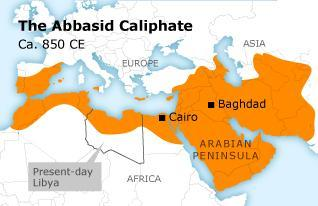 The Abbasid Caliphate
Ca. 850 CE
ASIA
EUROPE
Baghdad
Cairo
ARABIAN
PENINSULA
Present-day
Libya
AFRICA